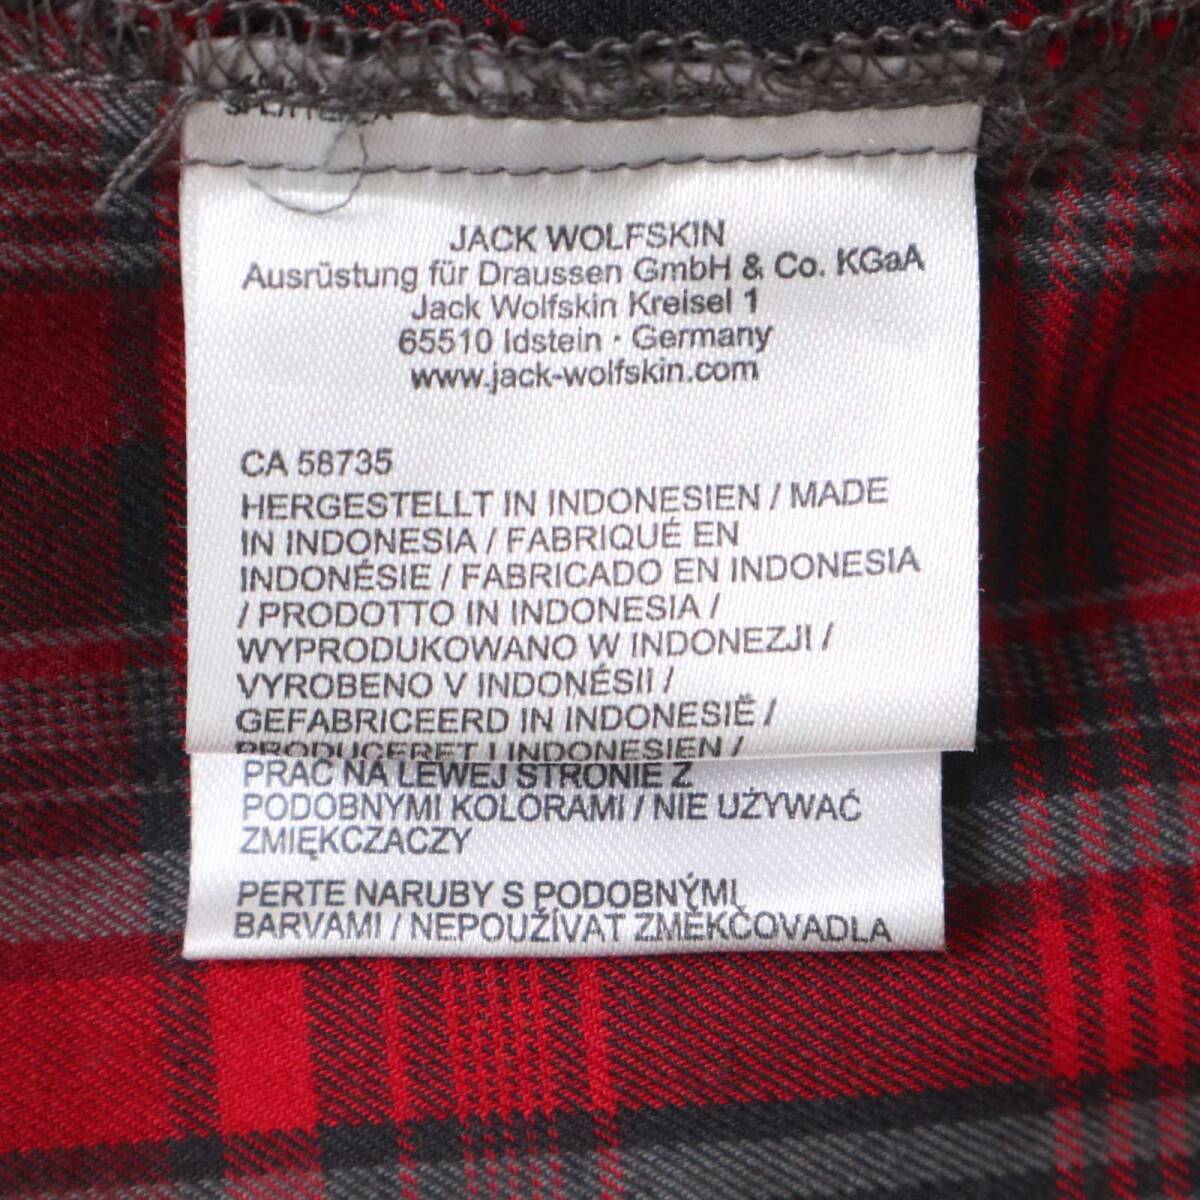 JACK WOLFSKIN
Ausrüstung für Draussen GmbH & Co. KGaA
Jack Wolfskin Kreisel 1
65510 Idstein · Germany
www.jack-wolfskin.com
CA 58735
HERGESTELLT IN INDONESIEN / MADE
IN INDONESIA / FABRIQUÉ EN
INDONÉSIE / FABRICADO EN INDONESIA
/ PRODOTTO IN INDONESIA /
WYPRODUKOWANO W INDONEZJI /
VYROBENO V INDONÉSII /
GEFABRICEERD IN INDONESIË /
PRODUCERET I INDONESIEN /
PRAĆ NA LEWEJ STRONIE Z
PODOBNYMI KOLORAMI / NIE UŻYWAĆ
ZMIĘKCZACZY
PERTE NARUBY S PODOBNÝMI
BARVAMI / NEPOUŽÍVAT ZMĚKČOVADLA